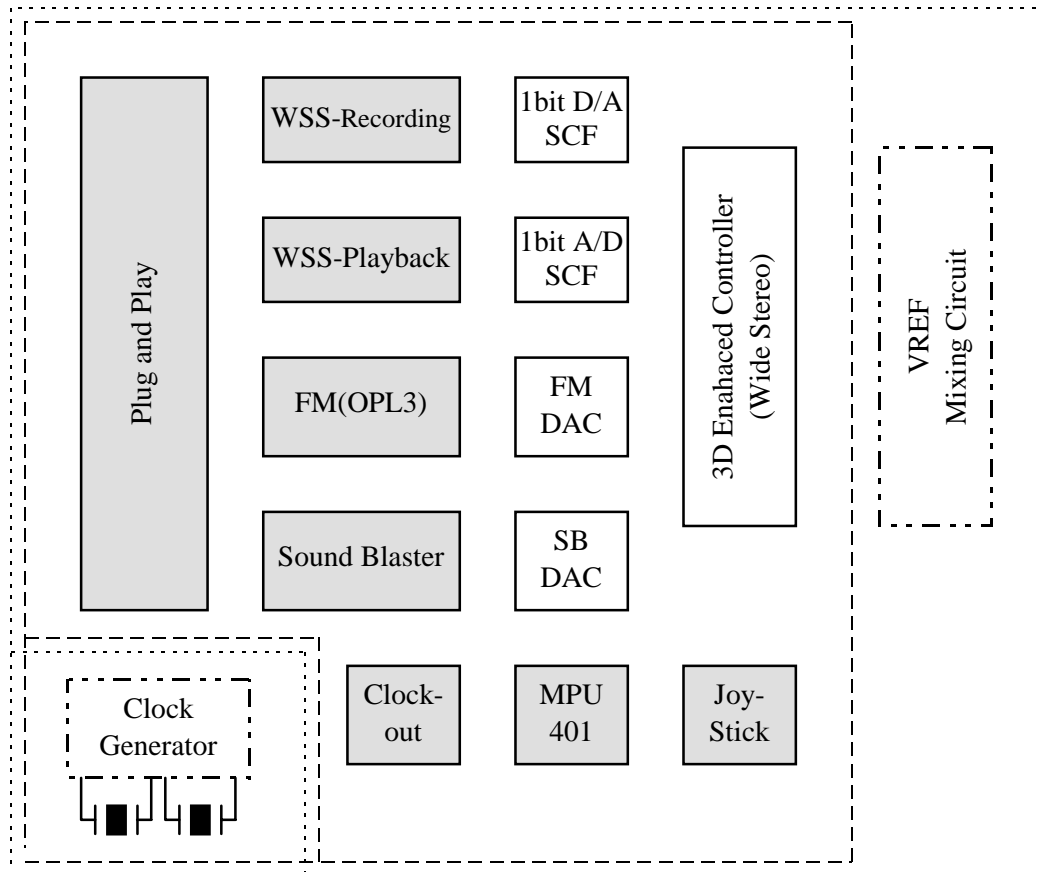 Plug and Play
WSS-Recording
1bit D/A
SCF
WSS-Playback
1bit A/D
SCF
FM(OPL3)
FM
DAC
Sound Blaster
SB
DAC
3D Enahaced Controller
(Wide Stereo)
VREF
Mixing Circuit
Clock
Generator
Clock-
out
MPU
401
Joy-
Stick